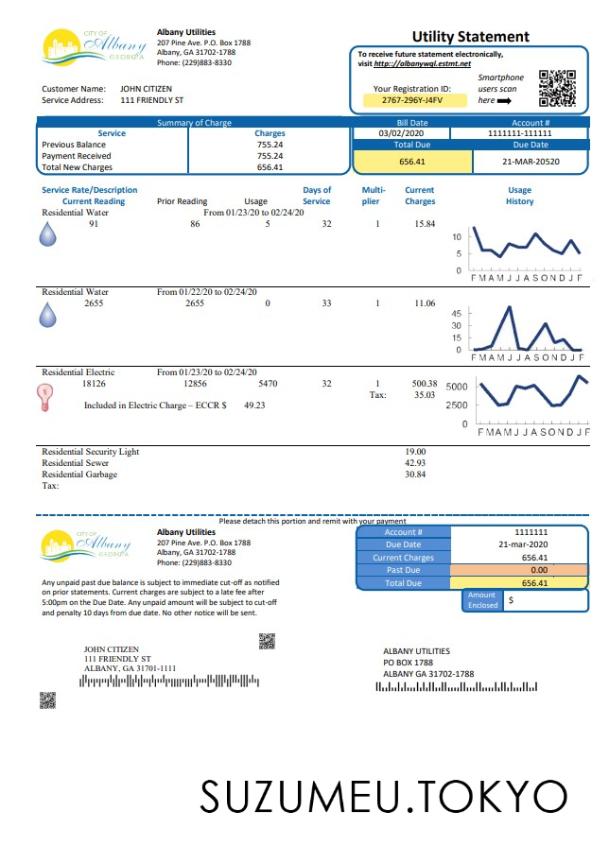 CITY OF
Albany
GEORGIA
Albany Utilities
207 Pine Ave. P.O. Box 1788
Albany, GA 31702-1788
Phone: (229)883-8330
Utility Statement
To receive future statement electronically,
visit http://albanywql.estmt.net
Your Registration ID:
2767-296Y-J4FV
Smartphone
users scan
here
Customer Name: JOHN CITIZEN
Service Address: 111 FRIENDLY ST
Summary of Charge
Service Charges
Previous Balance 755.24
Payment Received 755.24
Total New Charges 656.41
Bill Date Account #
03/02/2020 1111111-111111
Total Due Due Date
656.41 21-MAR-20520
Service Rate/Description Days of Multi- Current Usage
Current Reading Prior Reading Usage Service plier Charges History
Residential Water From 01/23/20 to 02/24/20
91 86 5 32 1 15.84
10
5
0
F M A M J J A S O N D J F
Residential Water From 01/22/20 to 02/24/20
2655 2655 0 33 1 11.06
45
30
15
0
F M A M J J A S O N D J F
Residential Electric From 01/23/20 to 02/24/20
18126 12856 5470 32 1 500.38
Tax: 35.03
Included in Electric Charge – ECCR $ 49.23
5000
2500
0
F M A M J J A S O N D J F
Residential Security Light 19.00
Residential Sewer 42.93
Residential Garbage 30.84
Tax:
Please detach this portion and remit with your payment
CITY OF
Albany
GEORGIA
Albany Utilities
207 Pine Ave. P.O. Box 1788
Albany, GA 31702-1788
Phone: (229)883-8330
Account # 1111111
Due Date 21-mar-2020
Current Charges 656.41
Past Due 0.00
Total Due 656.41
Amount
Enclosed $
Any unpaid past due balance is subject to immediate cut-off as notified
on prior statements. Current charges are subject to a late fee after
5:00pm on the Due Date. Any unpaid amount will be subject to cut-off
and penalty 10 days from due date. No other notice will be sent.
JOHN CITIZEN
111 FRIENDLY ST
ALBANY, GA 31701-1111
ALBANY UTILITIES
PO BOX 1788
ALBANY GA 31702-1788
SUZUMEU.TOKYO